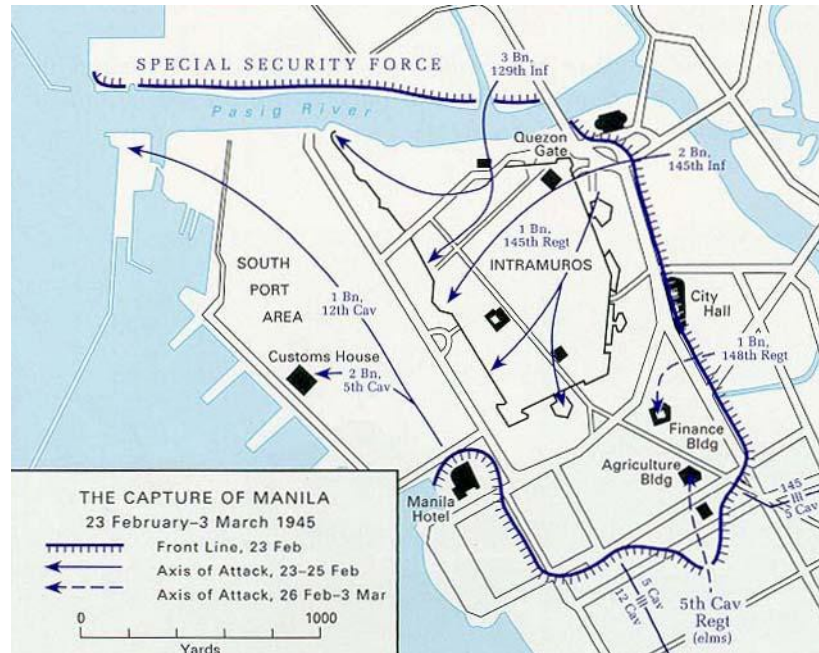 SPECIAL SECURITY FORCE
3 Bn,
129th Inf
Pasig River
Quezon
Gate
2 Bn,
145th Inf
1 Bn,
145th Regt
INTRAMUROS
SOUTH
PORT
AREA
1 Bn,
12th Cav
City
Hall
Customs House
2 Bn,
5th Cav
1 Bn,
148th Regt
Finance
Bldg
Agriculture
Bldg
Manila
Hotel
145
III
5 Cav
5 Cav
III
12 Cav
5th Cav
Regt
(elms)
THE CAPTURE OF MANILA
23 February–3 March 1945
Front Line, 23 Feb
Axis of Attack, 23–25 Feb
Axis of Attack, 26 Feb–3 Mar
0 1000
Yards